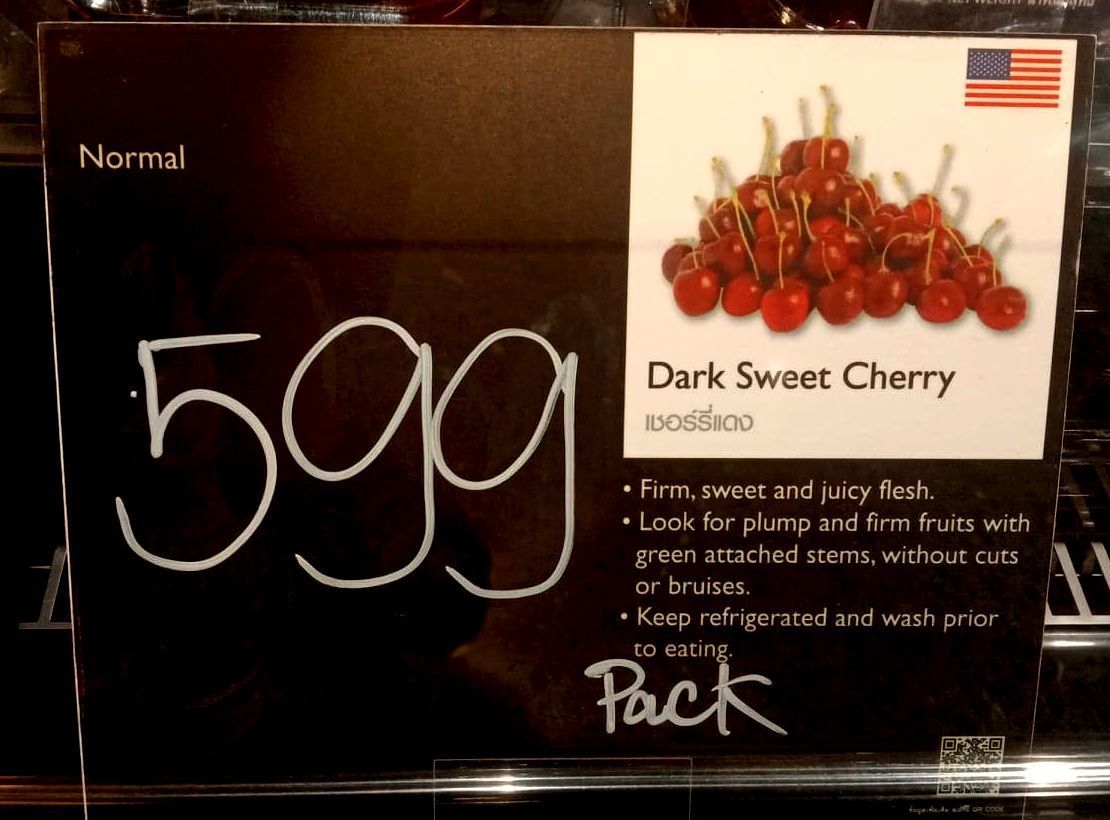 Normal
599
Dark Sweet Cherry
เชอร์รี่แดง
• Firm, sweet and juicy flesh.
• Look for plump and firm fruits with
green attached stems, without cuts
or bruises.
• Keep refrigerated and wash prior
to eating.
Pack
QR CODE